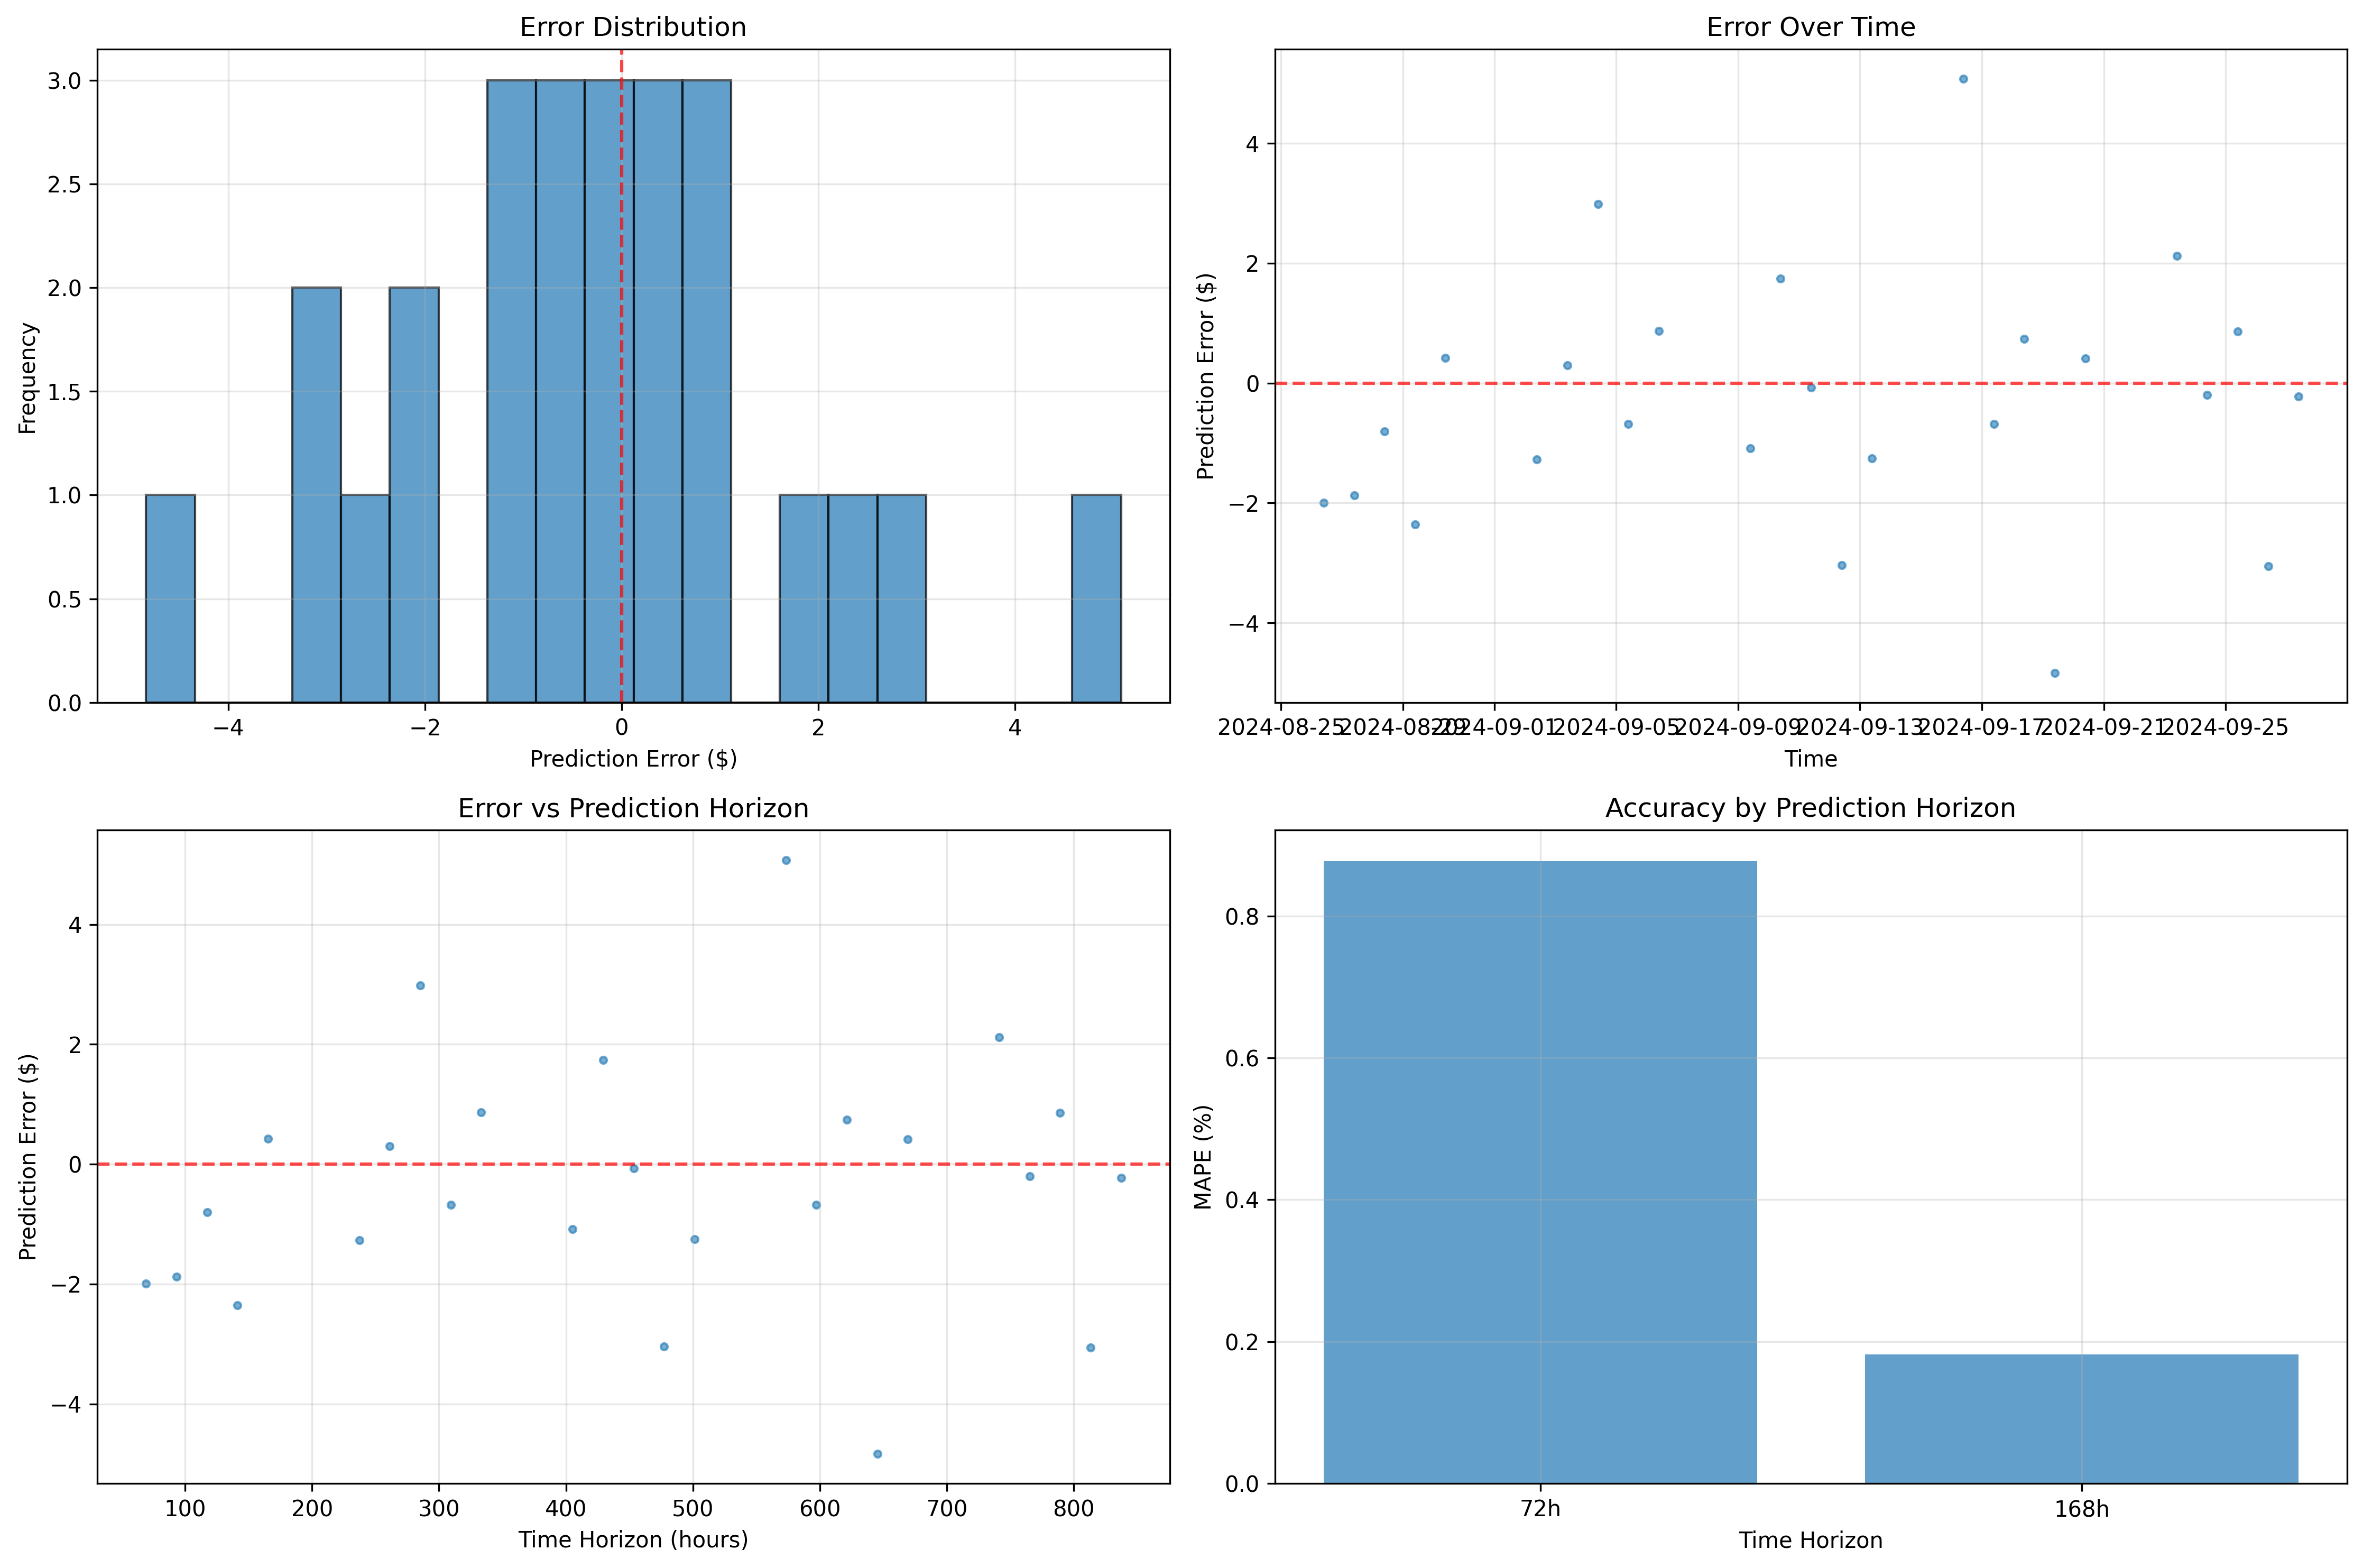 Error Distribution
3.0
2.5
2.0
1.5
1.0
0.5
0.0
Frequency
−4 −2 0 2 4
Prediction Error ($)
Error Over Time
4
2
0
−2
−4
Prediction Error ($)
2024-08-25 2024-08-29 2024-09-01 2024-09-05 2024-09-09 2024-09-13 2024-09-17 2024-09-21 2024-09-25
Time
Error vs Prediction Horizon
4
2
0
−2
−4
Prediction Error ($)
100 200 300 400 500 600 700 800
Time Horizon (hours)
Accuracy by Prediction Horizon
0.8
0.6
0.4
0.2
0.0
MAPE (%)
72h 168h
Time Horizon